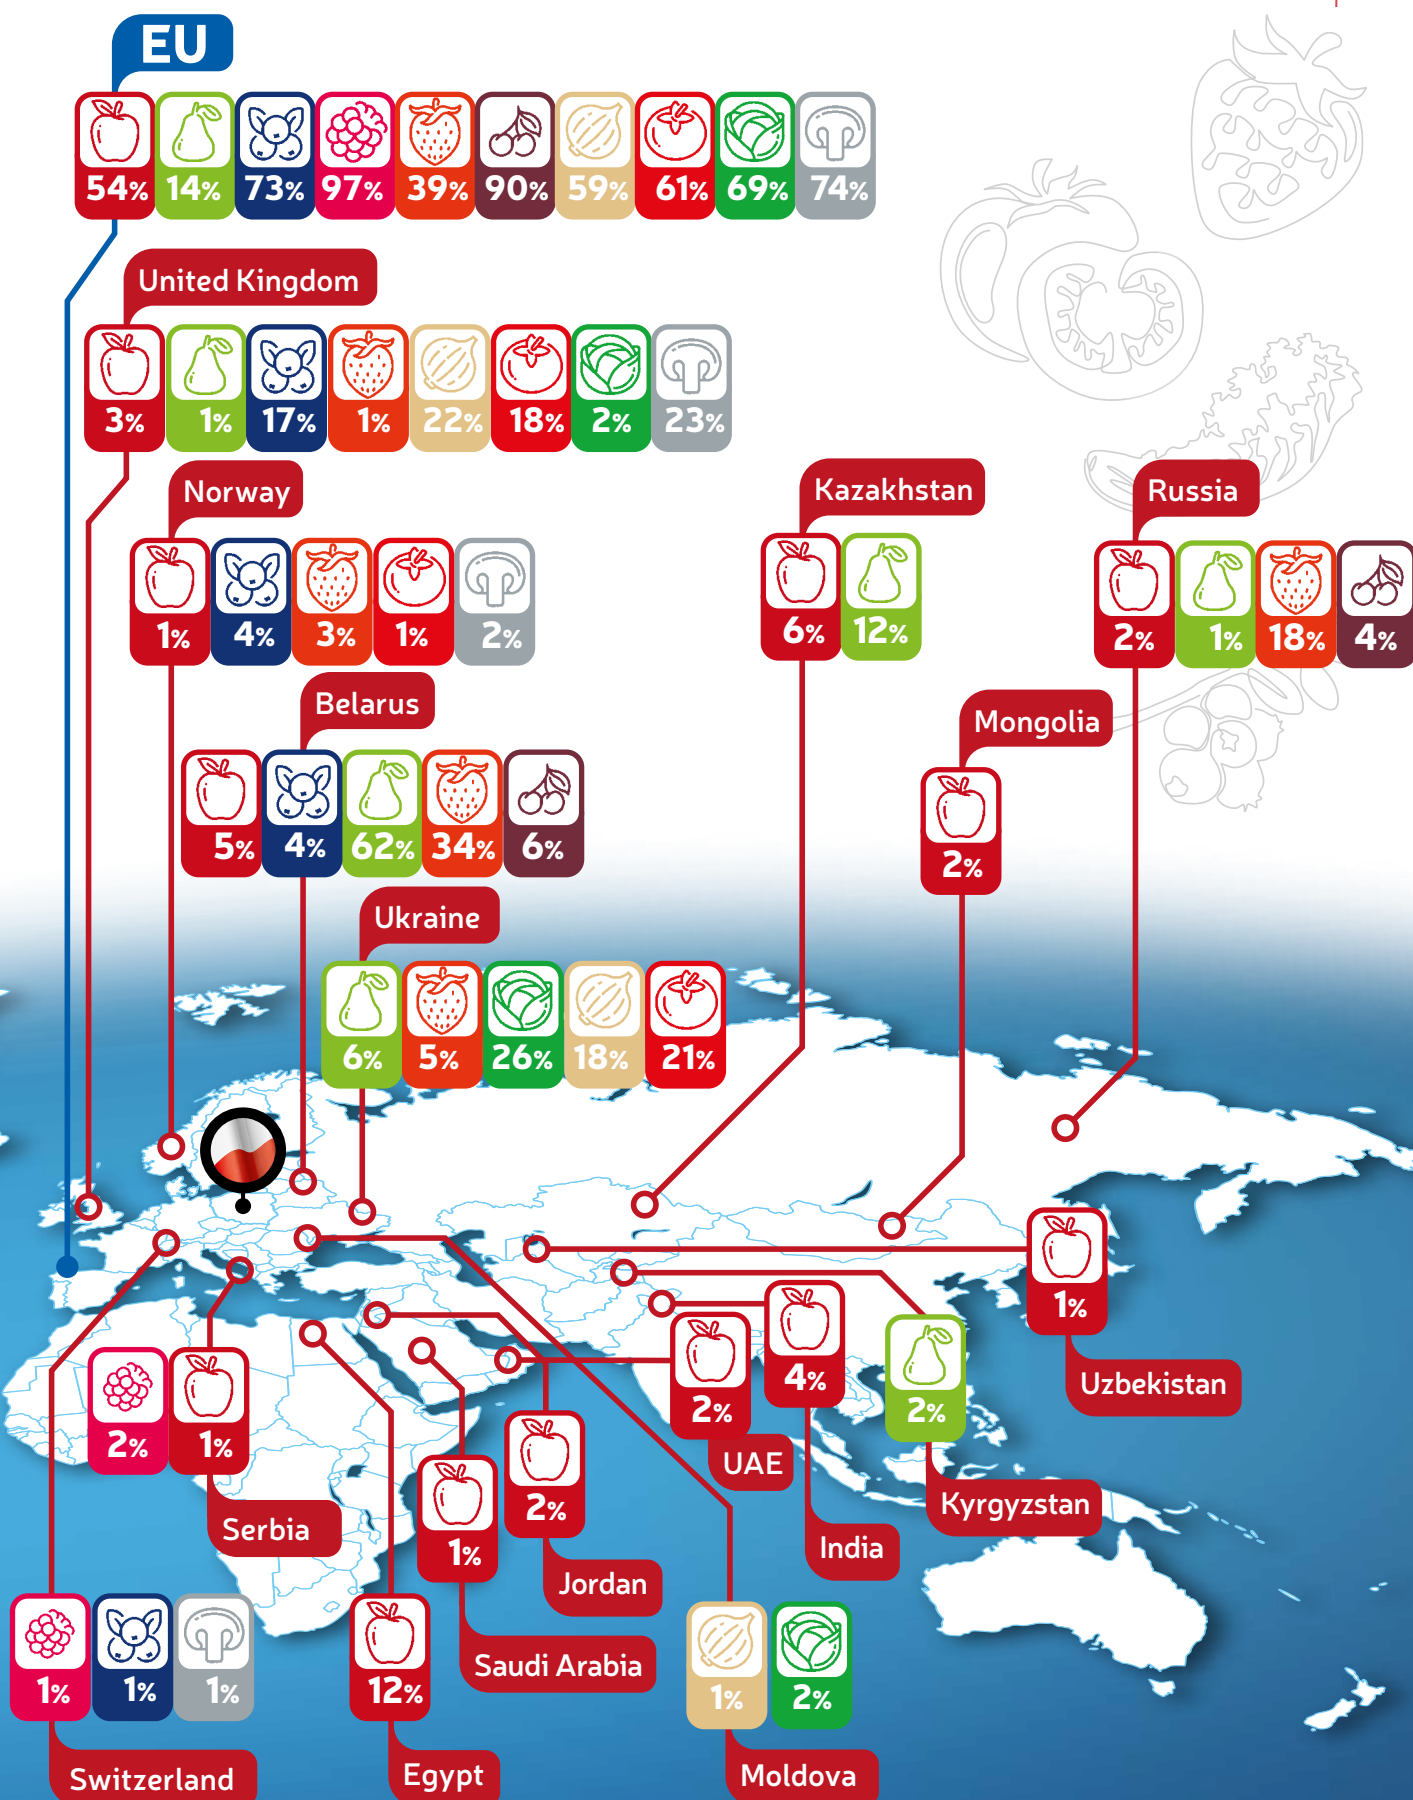 EU
54% 14% 73% 97% 39% 90% 59% 61% 69% 74%
United Kingdom
3% 1% 17% 1% 22% 18% 2% 23%
Norway
1% 4% 3% 1% 2%
Kazakhstan
6% 12%
Russia
2% 1% 18% 4%
Belarus
5% 4% 62% 34% 6%
Mongolia
2%
Ukraine
6% 5% 26% 18% 21%
1%
Uzbekistan
4%
India
2%
UAE
2%
Kyrgyzstan
2% 1%
Serbia
2%
Jordan
1%
Saudi Arabia
1% 1% 1%
Switzerland
12%
Egypt
1% 2%
Moldova